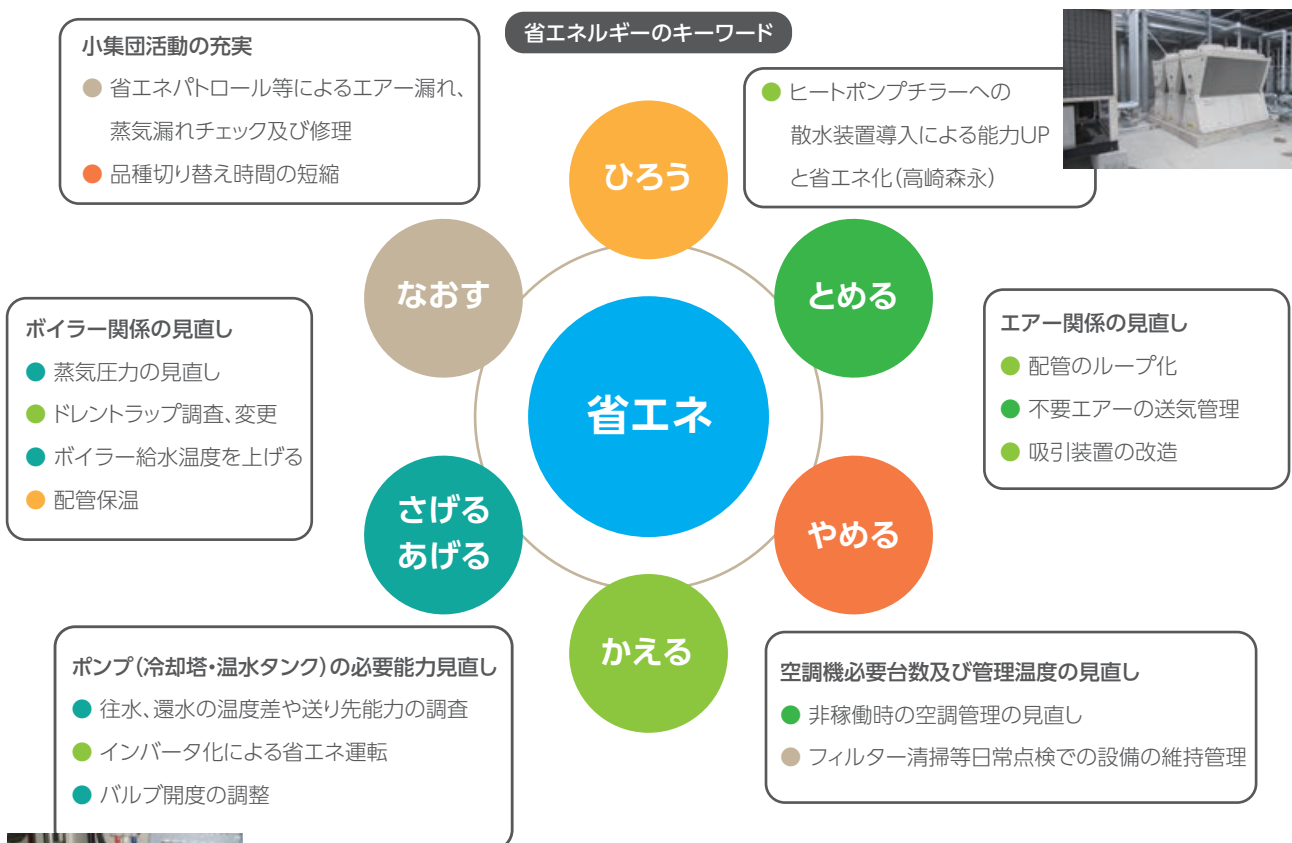 省エネルギーのキーワード
小集団活動の充実
省エネパトロール等によるエアー漏れ、
蒸気漏れチェック及び修理
品種切り替え時間の短縮
ヒートポンプチラーへの
散水装置導入による能力UP
と省エネ化（高崎森永）
ひろう
なおす
とめる
ボイラー関係の見直し
蒸気圧力の見直し
ドレントラップ調査、変更
ボイラー給水温度を上げる
配管保温
省エネ
エアー関係の見直し
配管のループ化
不要エアーの送気管理
吸引装置の改造
さげる
あげる
やめる
かえる
ポンプ（冷却塔・温水タンク）の必要能力見直し
往水、還水の温度差や送り先能力の調査
インバータ化による省エネ運転
バルブ開度の調整
空調機必要台数及び管理温度の見直し
非稼働時の空調管理の見直し
フィルター清掃等日常点検での設備の維持管理